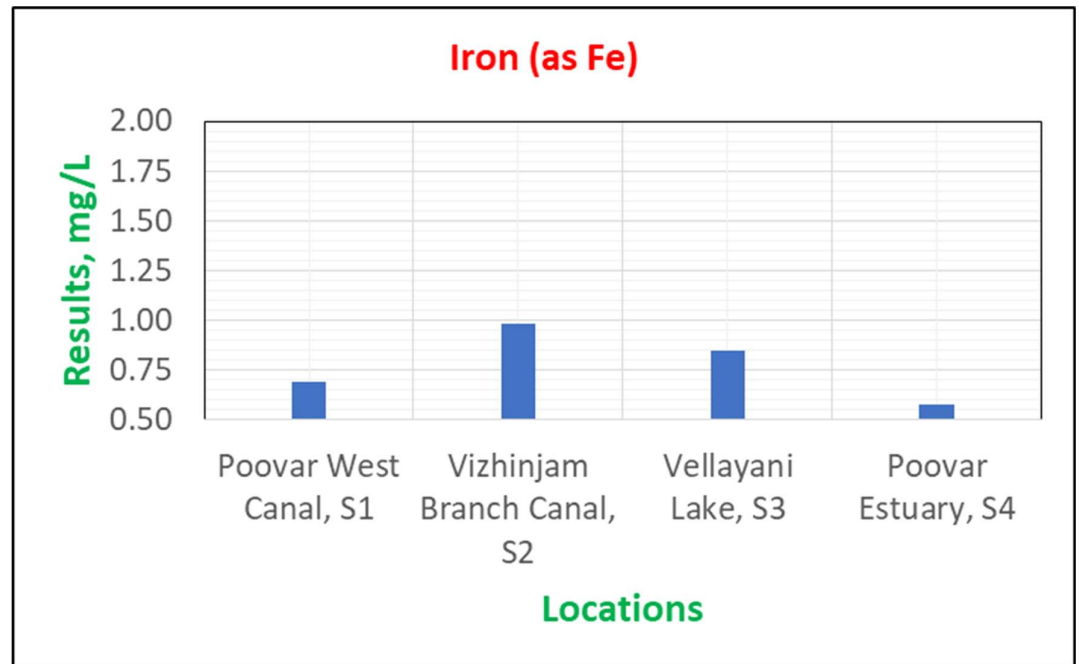 Iron (as Fe)
Results, mg/L
2.00
1.75
1.50
1.25
1.00
0.75
0.50
Poovar West
Canal, S1
Vizhinjam
Branch Canal,
S2
Vellayani
Lake, S3
Poovar
Estuary, S4
Locations